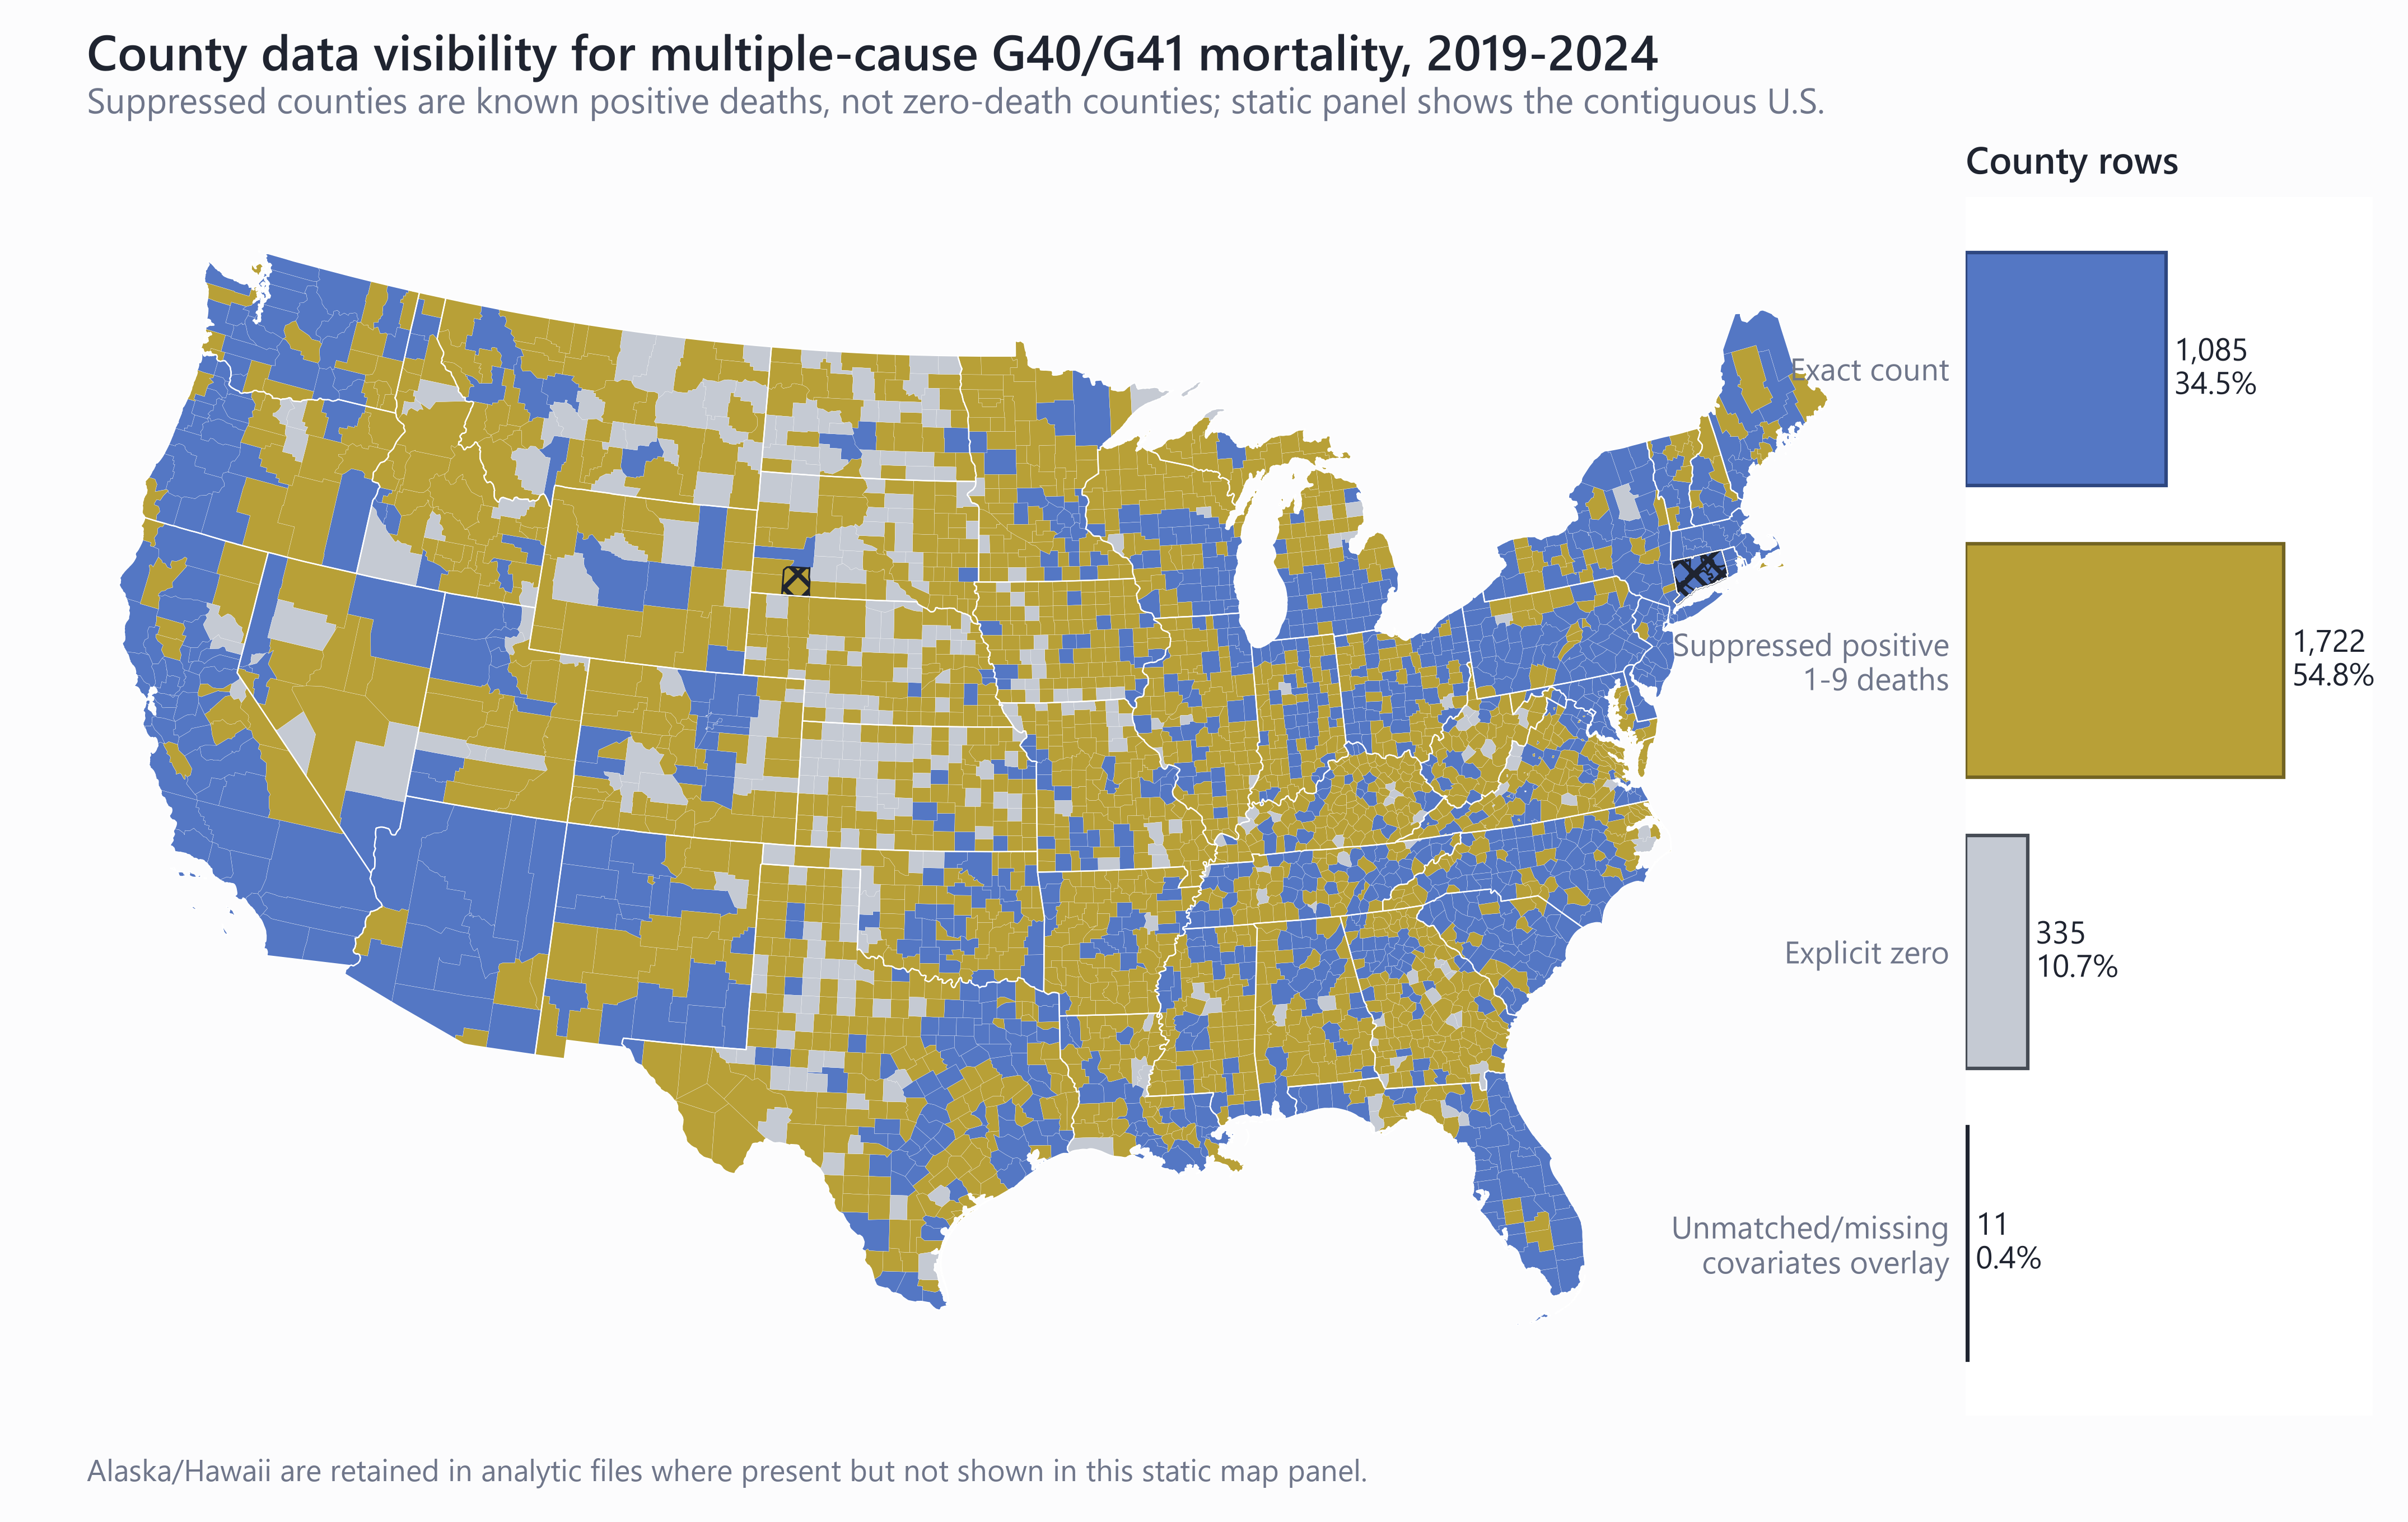 County data visibility for multiple-cause G40/G41 mortality, 2019-2024
Suppressed counties are known positive deaths, not zero-death counties; static panel shows the contiguous U.S.
County rows
Exact count
1,085
34.5%
Suppressed positive
1-9 deaths
1,722
54.8%
Explicit zero
335
10.7%
Unmatched/missing
covariates overlay
11
0.4%
Alaska/Hawaii are retained in analytic files where present but not shown in this static map panel.